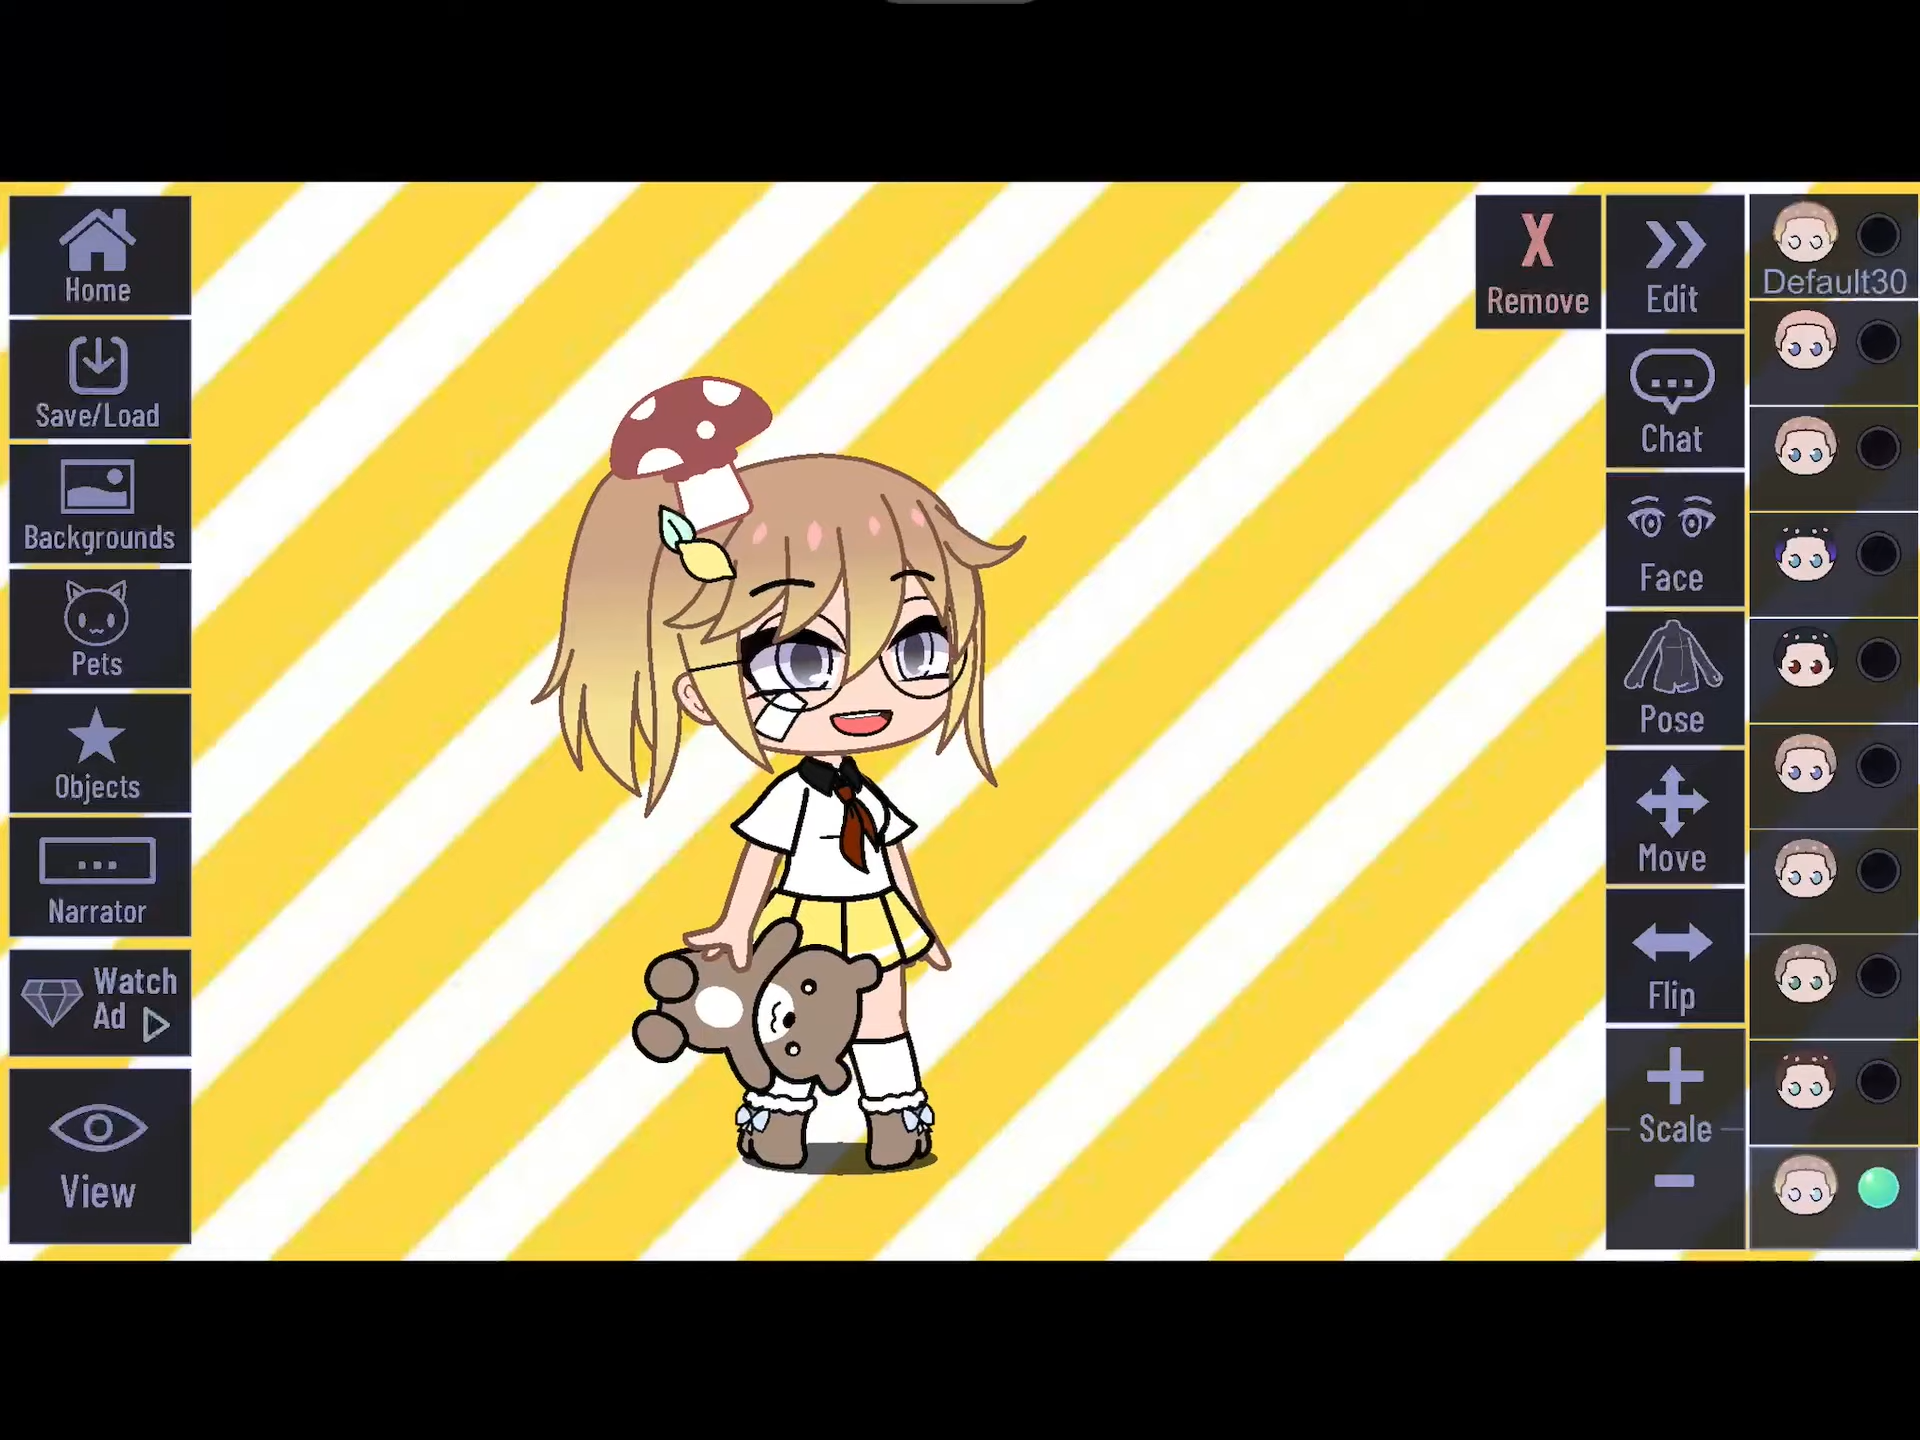 Home
Save/Load
Backgrounds
Pets
Objects
Narrator
Watch
Ad
View
X
Remove
Edit
Chat
Face
Pose
Move
Flip
Scale
Default30